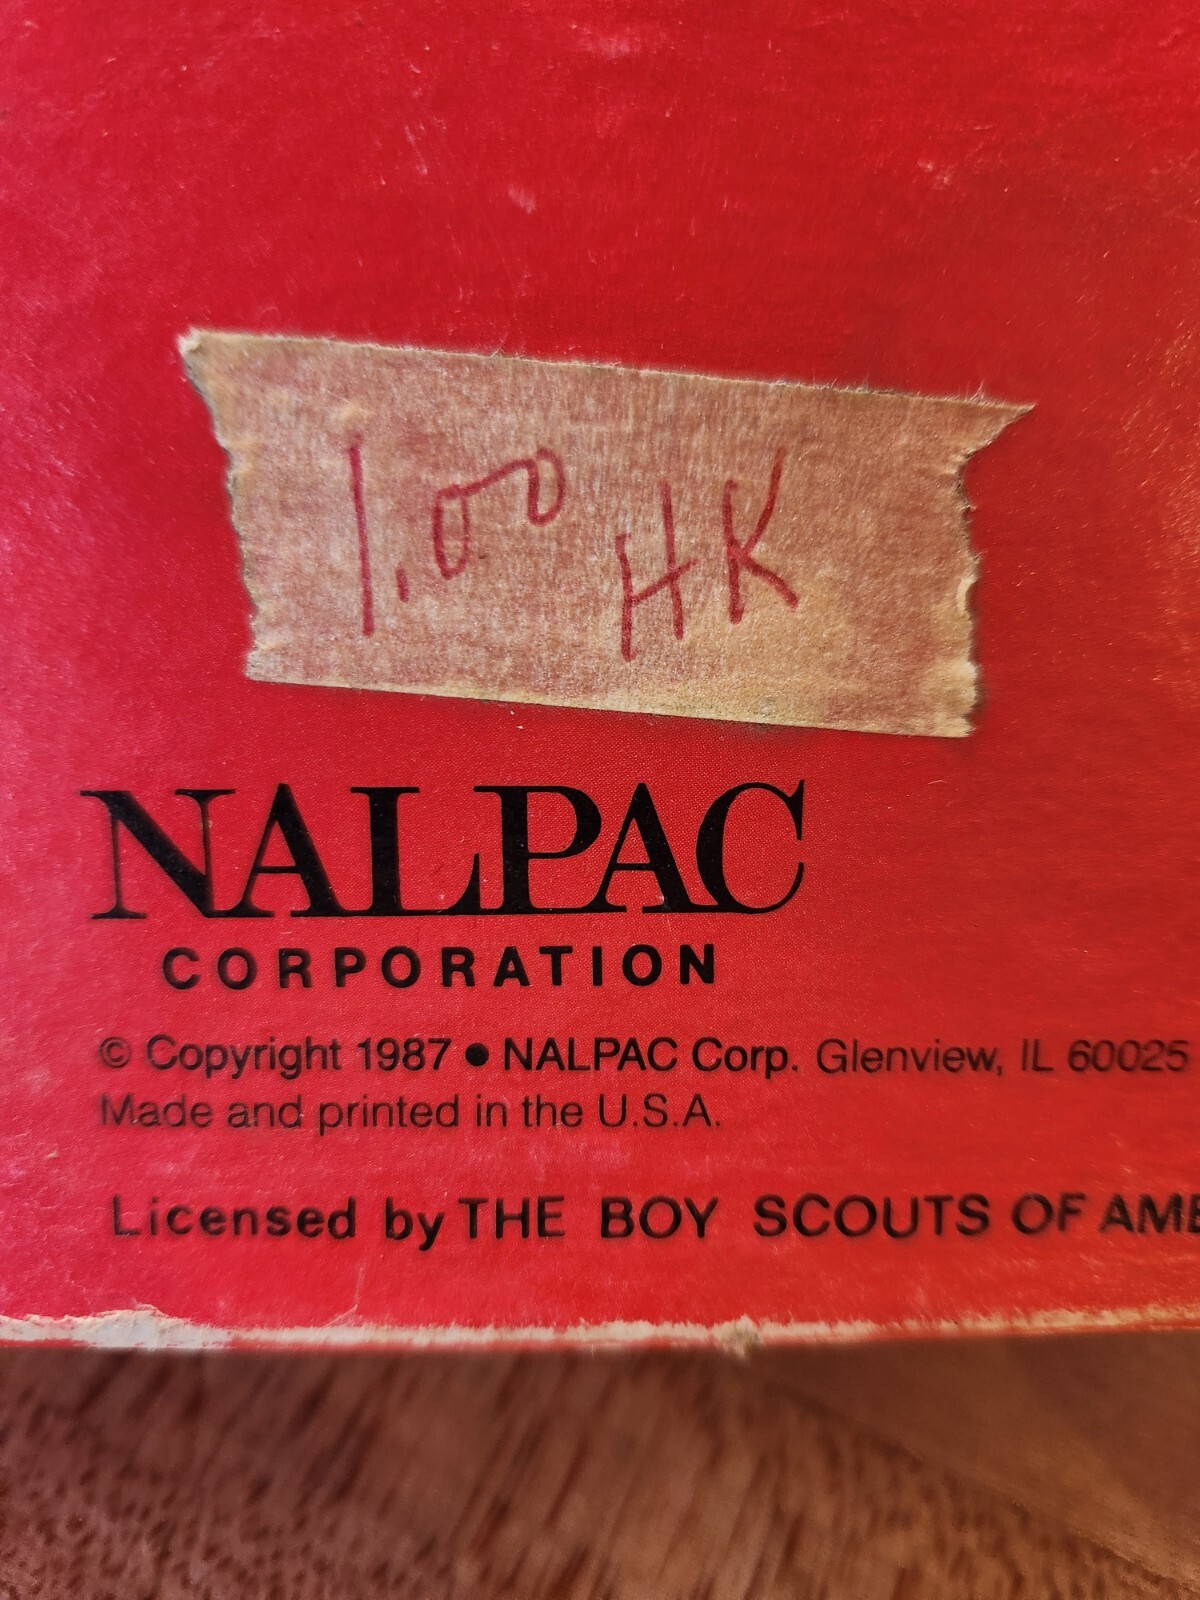 1.00 HK
NALPAC
CORPORATION
© Copyright 1987 • NALPAC Corp. Glenview, IL 60025
Made and printed in the U.S.A.
Licensed by THE BOY SCOUTS OF AME